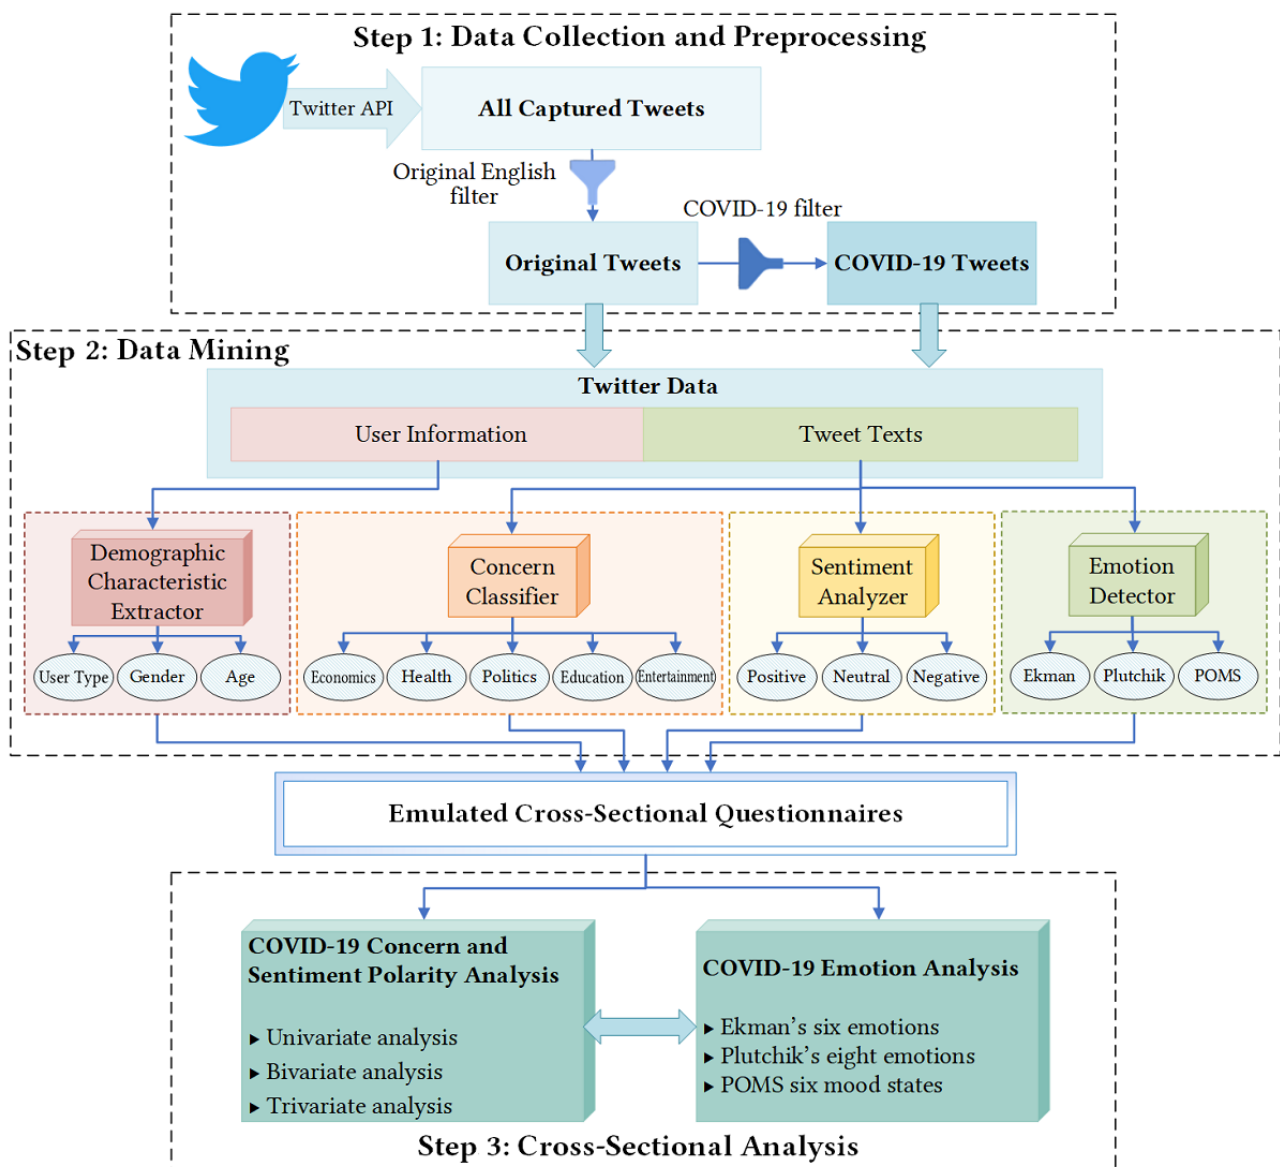 Step 1: Data Collection and Preprocessing
Twitter API
All Captured Tweets
Original English
filter
COVID-19 filter
Original Tweets
COVID-19 Tweets
Step 2: Data Mining
Twitter Data
User Information
Tweet Texts
Demographic
Characteristic
Extractor
Concern
Classifier
Sentiment
Analyzer
Emotion
Detector
User Type
Gender
Age
Economics
Health
Politics
Education
Entertainment
Positive
Neutral
Negative
Ekman
Plutchik
POMS
Emulated Cross-Sectional Questionnaires
COVID-19 Concern and
Sentiment Polarity Analysis
▸ Univariate analysis
▸ Bivariate analysis
▸ Trivariate analysis
COVID-19 Emotion Analysis
▸ Ekman’s six emotions
▸ Plutchik’s eight emotions
▸ POMS six mood states
Step 3: Cross-Sectional Analysis